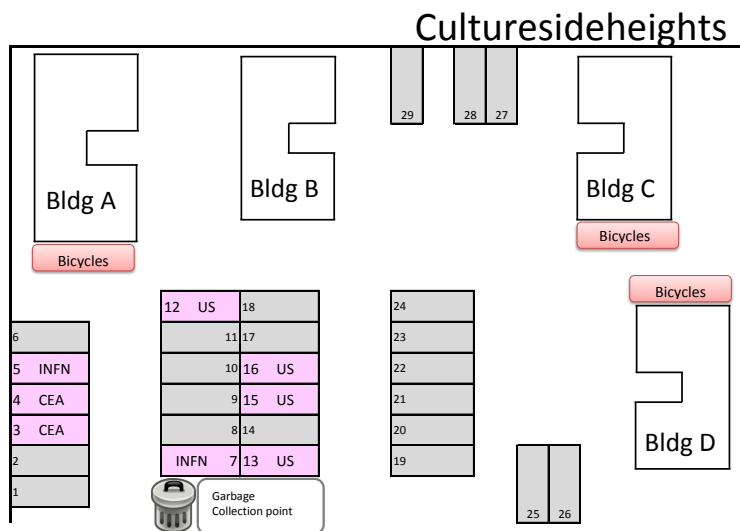 Culturesideheights
29
28 27
Bldg A
Bldg B
Bldg C
Bicycles
Bicycles
Bicycles
12 US 18
24
6
11 17
23
5 INFN
10 16 US
22
4 CEA
9 15 US
21
3 CEA
8 14
20
Bldg D
2
INFN 7 13 US
19
1
Garbage
Collection point
25 26